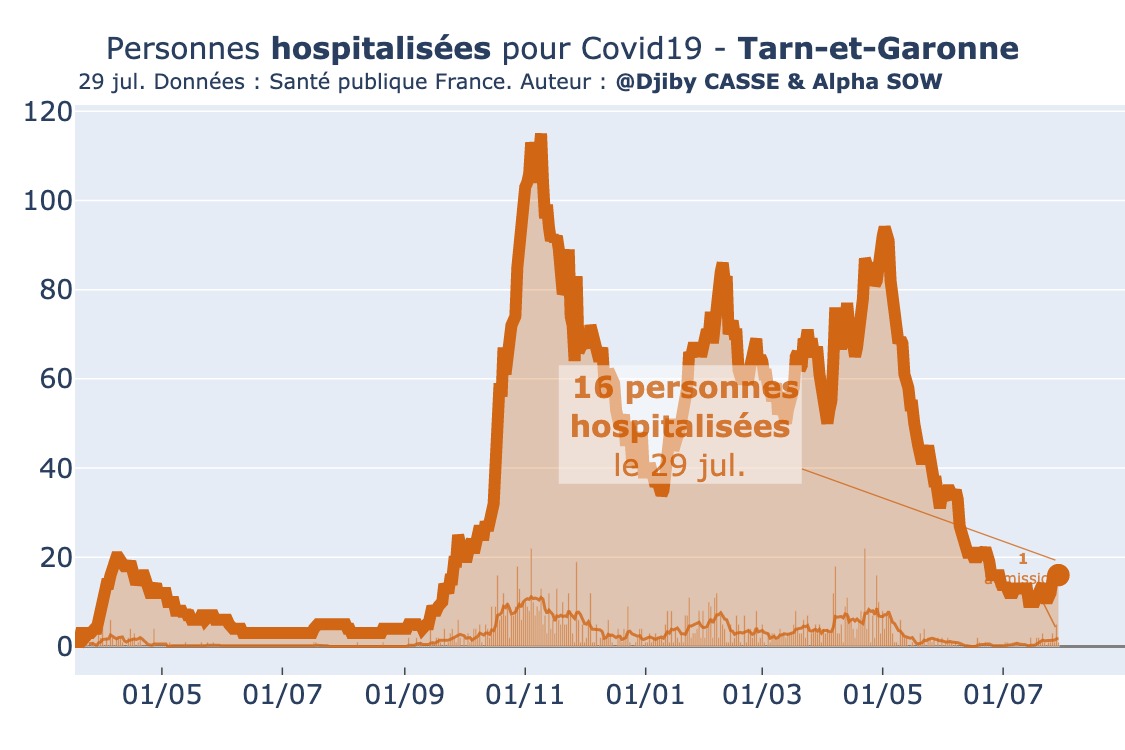 Personnes hospitalisées pour Covid19 - Tarn-et-Garonne
29 jul. Données : Santé publique France. Auteur : @Djiby CASSE & Alpha SOW
120
100
80
60
40
20
0
16 personnes
hospitalisées
le 29 jul.
1
01/05 01/07 01/09 01/11 01/01 01/03 01/05 01/07